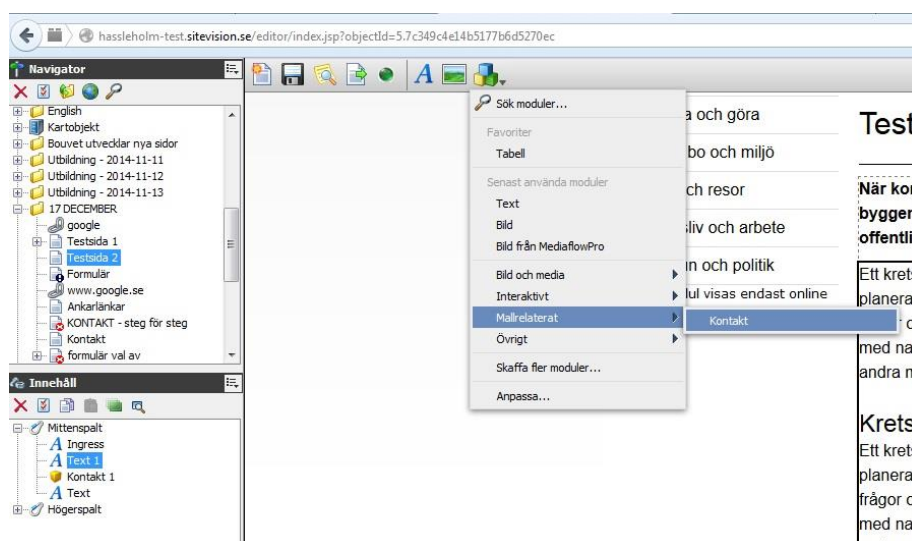 hassleholm-test.sitevision.se/editor/index.jsp?objectId=5.7c349c4e14b5177b6d5270ec
Navigator
English
Kartobjekt
Bouvet utvecklar nya sidor
Utbildning - 2014-11-11
Utbildning - 2014-11-12
Utbildning - 2014-11-13
17 DECEMBER
google
Testsida 1
Testsida 2
Formulär
www.google.se
Ankarlänkar
KONTAKT - steg för steg
Kontakt
formulär val av
Innehåll
Mittenspalt
A Ingress
A Text 1
Kontakt 1
A Text
Högerspalt
A
Sök moduler...
Favoriter
Tabell
Senast använda moduler
Text
Bild
Bild från MediaflowPro
Bild och media
Interaktivt
Mallrelaterat
Övrigt
Skaffa fler moduler...
Anpassa...
Kontakt
a och göra
bo och miljö
ch resor
liv och arbete
n och politik
ul visas endast online
Test
När kor
bygger
offentli
Ett krets
planera
med na
andra n
Krets
Ett krets
planera
frågor o
med na